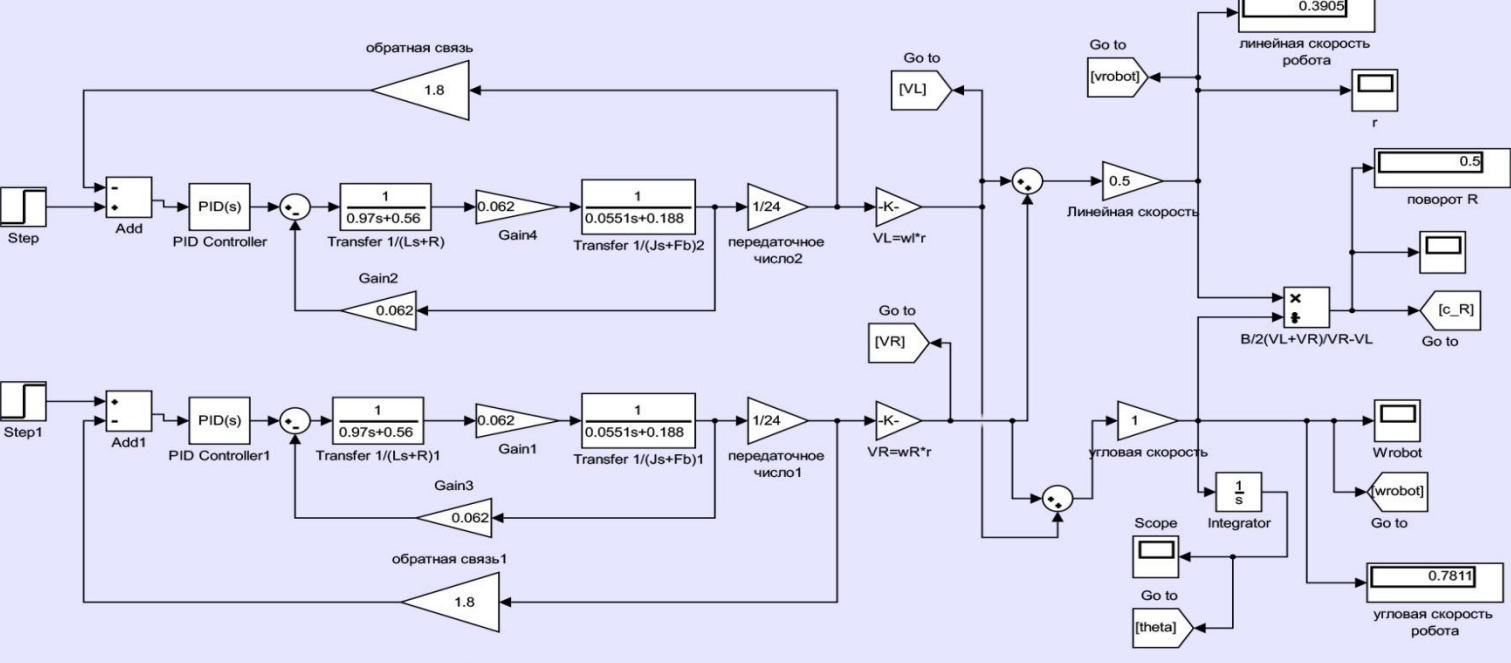 0.3905
линейная скорость
робота
обратная связь
1.8
Go to
[VL]
Go to
[vrobot]
r
0.5
поворот R
Step
-
+
Add
PID(s)
PID Controller
+
-
1
0.97s+0.56
Transfer 1/(Ls+R)
0.062
Gain4
1
0.0551s+0.188
Transfer 1/(Js+Fb)2
1/24
передаточное
число2
-K-
VL=wl*r
+
+
0.5
Линейная скорость
Gain2
0.062
Go to
[VR]
×
÷
B/2(VL+VR)/VR-VL
[c_R]
Go to
Step1
+
-
Add1
PID(s)
PID Controller1
+
-
1
0.97s+0.56
Transfer 1/(Ls+R)1
0.062
Gain1
1
0.0551s+0.188
Transfer 1/(Js+Fb)1
1/24
передаточное
число1
-K-
VR=wR*r
1
угловая скорость
Wrobot
Gain3
0.062
+
+
1
s
Integrator
[wrobot]
Go to
обратная связь1
1.8
Scope
Go to
[theta]
0.7811
угловая скорость
робота